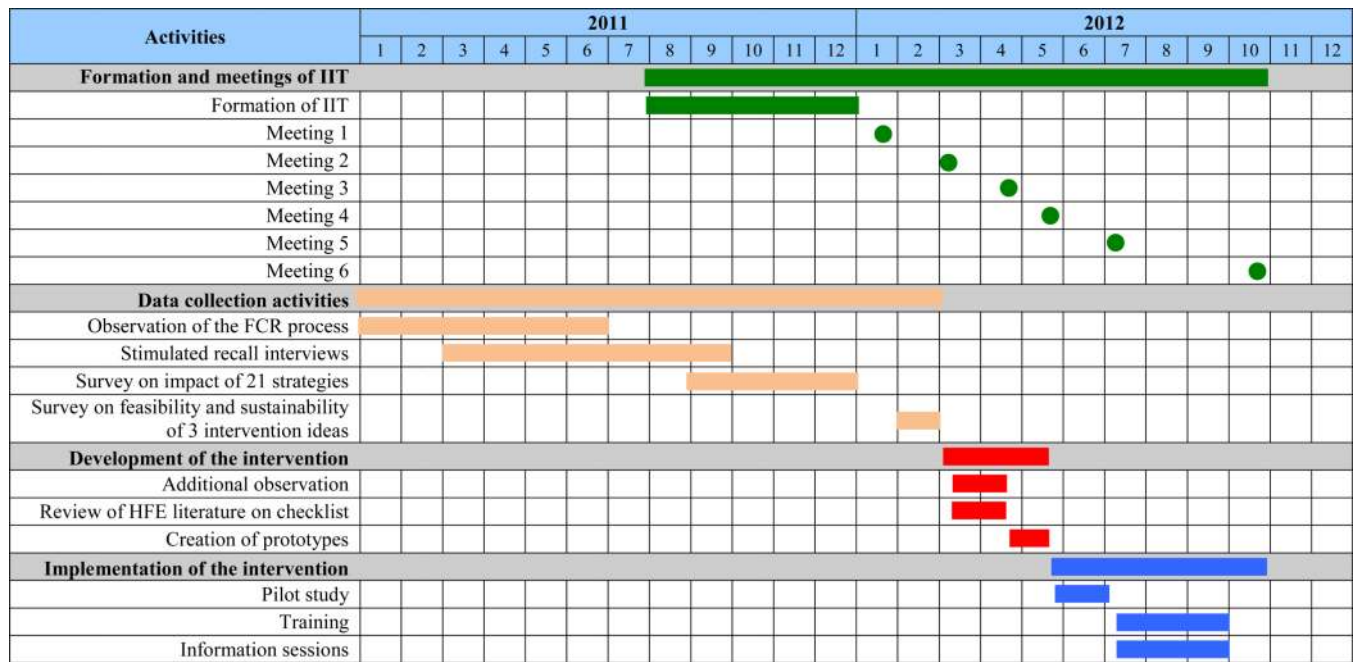 Activities
2011
2012
1 2 3 4 5 6 7 8 9 10 11 12 1 2 3 4 5 6 7 8 9 10 11 12
Formation and meetings of IIT
Formation of IIT
Meeting 1
Meeting 2
Meeting 3
Meeting 4
Meeting 5
Meeting 6
Data collection activities
Observation of the FCR process
Stimulated recall interviews
Survey on impact of 21 strategies
Survey on feasibility and sustainability
of 3 intervention ideas
Development of the intervention
Additional observation
Review of HFE literature on checklist
Creation of prototypes
Implementation of the intervention
Pilot study
Training
Information sessions